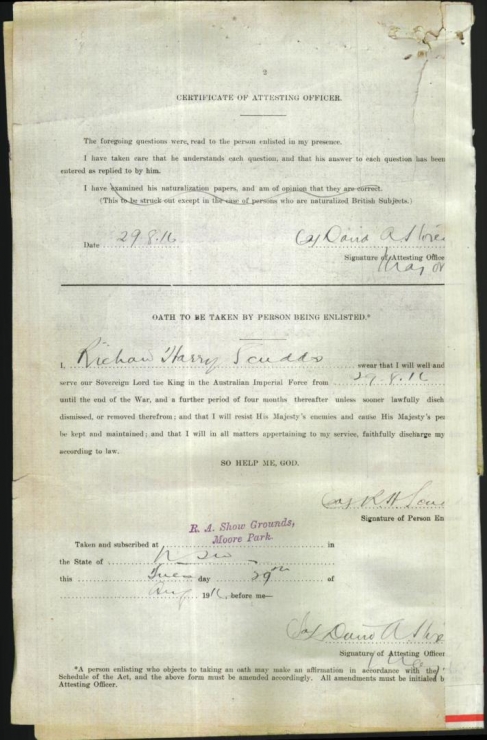 2
CERTIFICATE OF ATTESTING OFFICER.
The foregoing questions were, read to the person enlisted in my presence.
I have taken care that he understands each question, and that his answer to each question has been
entered as replied to by him.
I have examined his naturalization papers, and am of opinion that they are correct.
(This to be struck out except in the case of persons who are naturalized British Subjects.)
Date 29.8.16
David A
Signature of Attesting Office
OATH TO BE TAKEN BY PERSON BEING ENLISTED.*
I, Harry swear that I will well and
serve our Sovereign Lord the King in the Australian Imperial Force from 29.8.16
until the end of the War, and a further period of four months thereafter unless sooner lawfully disch
dismissed, or removed therefrom; and that I will resist His Majesty's enemies and cause His Majesty's pea
be kept and maintained; and that I will in all matters appertaining to my service, faithfully discharge my
according to law.
SO HELP ME, GOD.
R H
Signature of Person En
R. A. Show Grounds,
Moore Park.
Taken and subscribed at in
the State of
this day 29th of
Aug 1916 before me—
David A
Signature of Attesting Officer
*A person enlisting who objects to taking an oath may make an affirmation in accordance with the
Schedule of the Act, and the above form must be amended accordingly. All amendments must be initialed b
Attesting Officer.